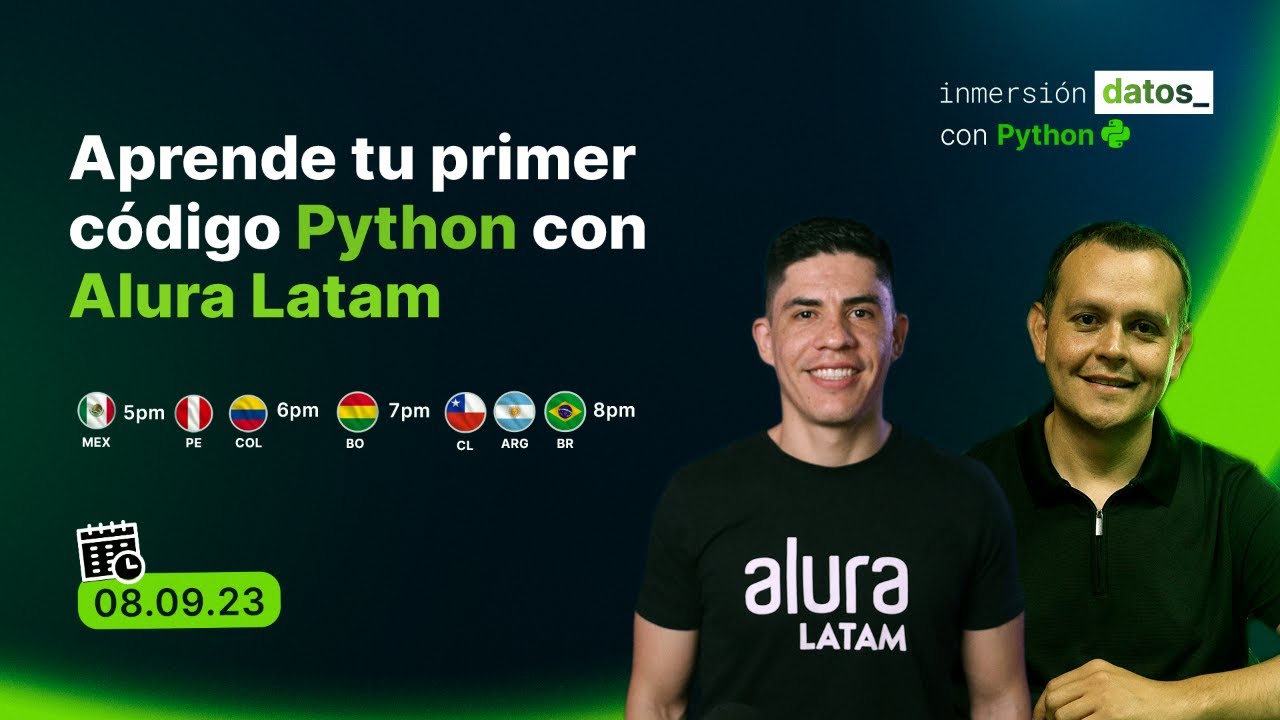 inmersión datos_
con Python
Aprende tu primer
código Python con
Alura Latam
5pm 6pm 7pm 8pm
MEX PE COL BO CL ARG BR
08.09.23
alura
LATAM